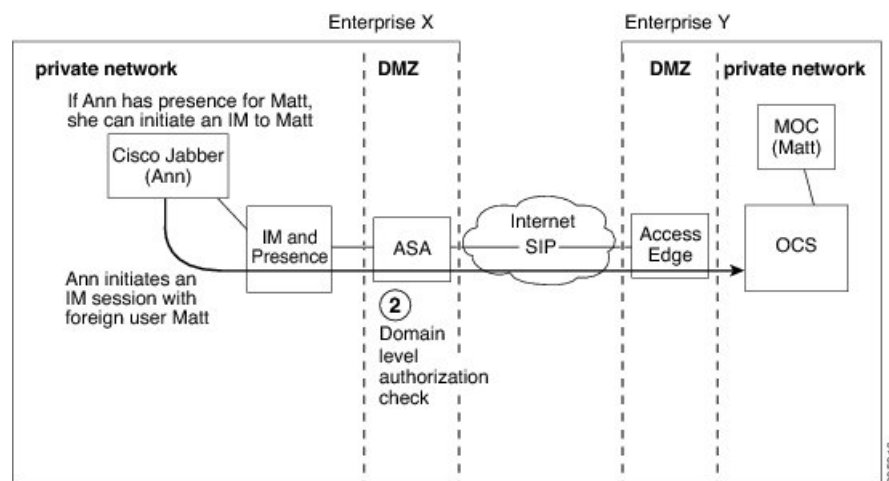 Enterprise X
Enterprise Y
private network
DMZ
DMZ
private network
If Ann has presence for Matt,
she can initiate an IM to Matt
Cisco Jabber
(Ann)
MOC
(Matt)
IM and
Presence
ASA
Internet
SIP
Access
Edge
OCS
Ann initiates an
IM session with
foreign user Matt
2
Domain
level
authorization
check